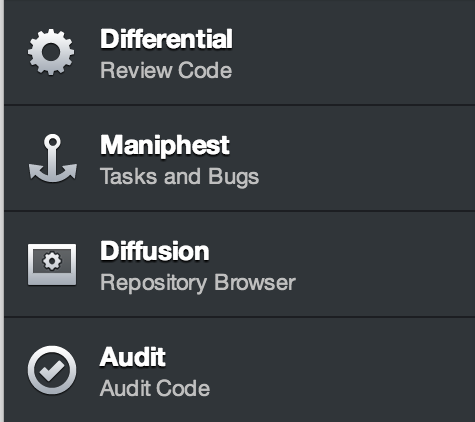 Differential
Review Code
Maniphest
Tasks and Bugs
Diffusion
Repository Browser
Audit
Audit Code